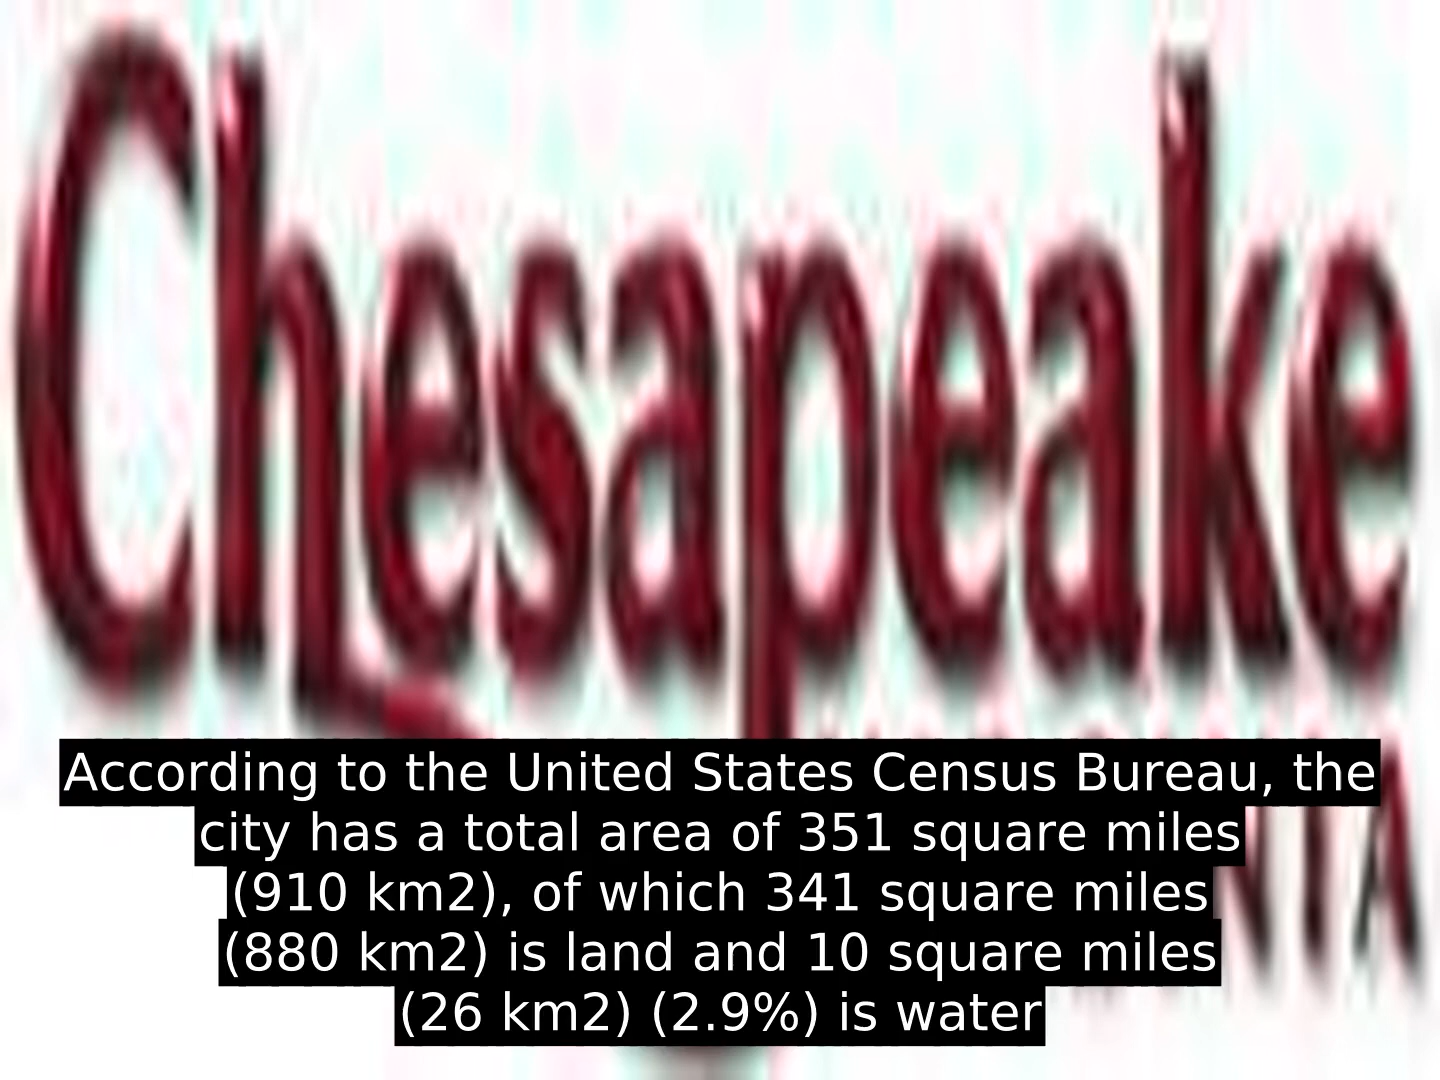 Chesapeake
According to the United States Census Bureau, the
city has a total area of 351 square miles
(910 km2), of which 341 square miles
(880 km2) is land and 10 square miles
(26 km2) (2.9%) is water